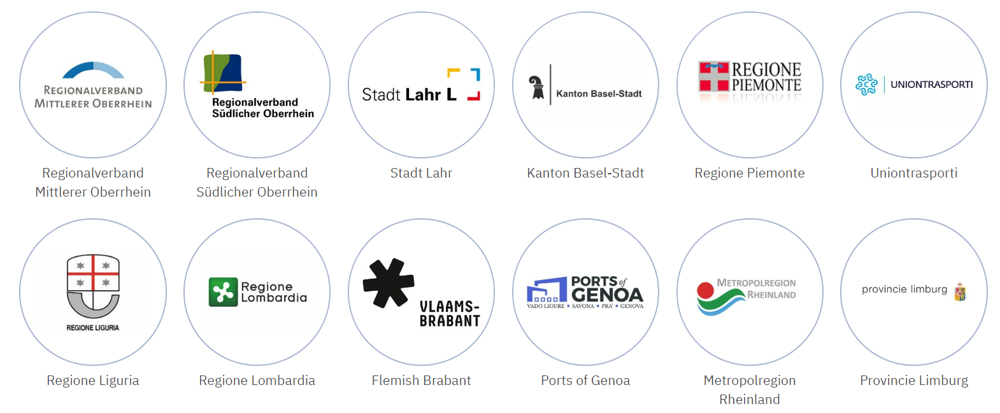 REGIONALVERBAND
MITTLERER OBERRHEIN
Regionalverband
Südlicher Oberrhein
Stadt Lahr L
Kanton Basel-Stadt
REGIONE
PIEMONTE
UNIONTRASPORTI
Regionalverband
Mittlerer Oberrhein
Regionalverband
Südlicher Oberrhein
Stadt Lahr
Kanton Basel-Stadt
Regione Piemonte
Uniontrasporti
REGIONE LIGURIA
Regione
Lombardia
VLAAMS-
BRABANT
PORTS of
GENOA
VADO LIGURE ▪ SAVONA ▪ PRA' ▪ GENOVA
METROPOLREGION
RHEINLAND
provincie limburg
Regione Liguria
Regione Lombardia
Flemish Brabant
Ports of Genoa
Metropolregion
Rheinland
Provincie Limburg